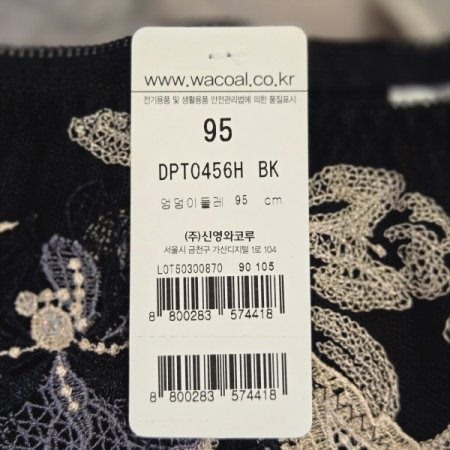 www.wacoal.co.kr
전기용품 및 생활용품 안전관리법에 의한 품질표시
95
DPT0456H BK
엉덩이둘레 95 cm
(주)신영와코루
서울시 금천구 가산디지털 1로 104
LOT50300870 90 105
8 800283 574418
8 800283 574418